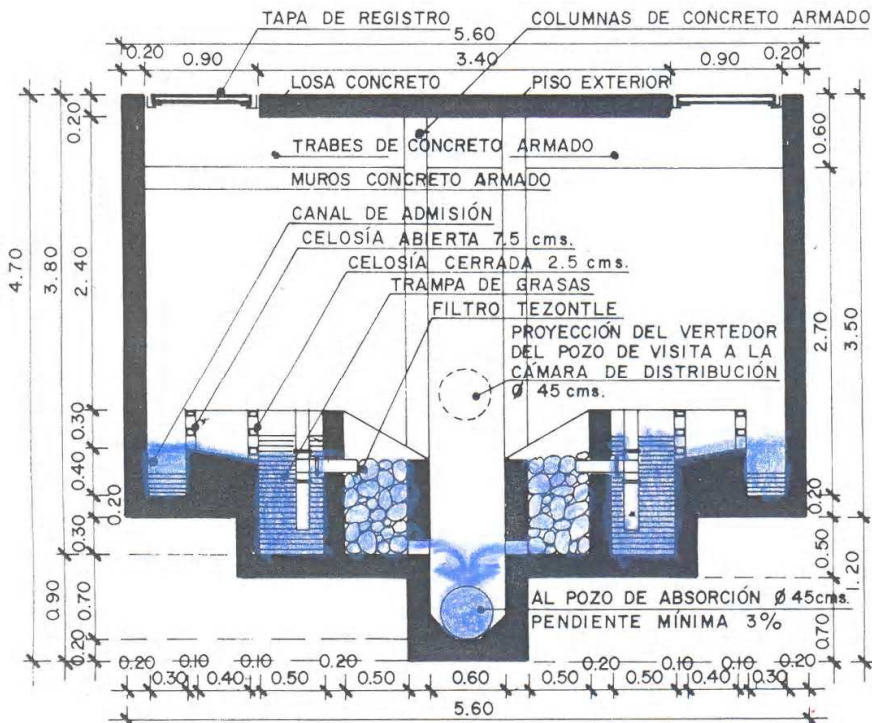 TAPA DE REGISTRO
COLUMNAS DE CONCRETO ARMADO
5.60
0.20 0.90 3.40 0.90 0.20
LOSA CONCRETO
PISO EXTERIOR
TRABES DE CONCRETO ARMADO
MUROS CONCRETO ARMADO
CANAL DE ADMISIÓN
CELOSÍA ABIERTA 7.5 cms.
CELOSÍA CERRADA 2.5 cms.
TRAMPA DE GRASAS
FILTRO TEZONTLE
PROYECCIÓN DEL VERTEDOR
DEL POZO DE VISITA A LA
CÁMARA DE DISTRIBUCIÓN
Ø 45 cms.
4.70
3.80
0.90
0.20
2.40
0.30
0.40
0.20
0.30
0.70
0.20
0.60
2.70
0.20
0.50
0.70
3.50
1.20
AL POZO DE ABSORCIÓN Ø 45cms.
PENDIENTE MÍNIMA 3%
0.20 0.10 0.10 0.20 0.20 0.10 0.10 0.20
0.30 0.40 0.50 0.50 0.60 0.50 0.50 0.40 0.30
5.60